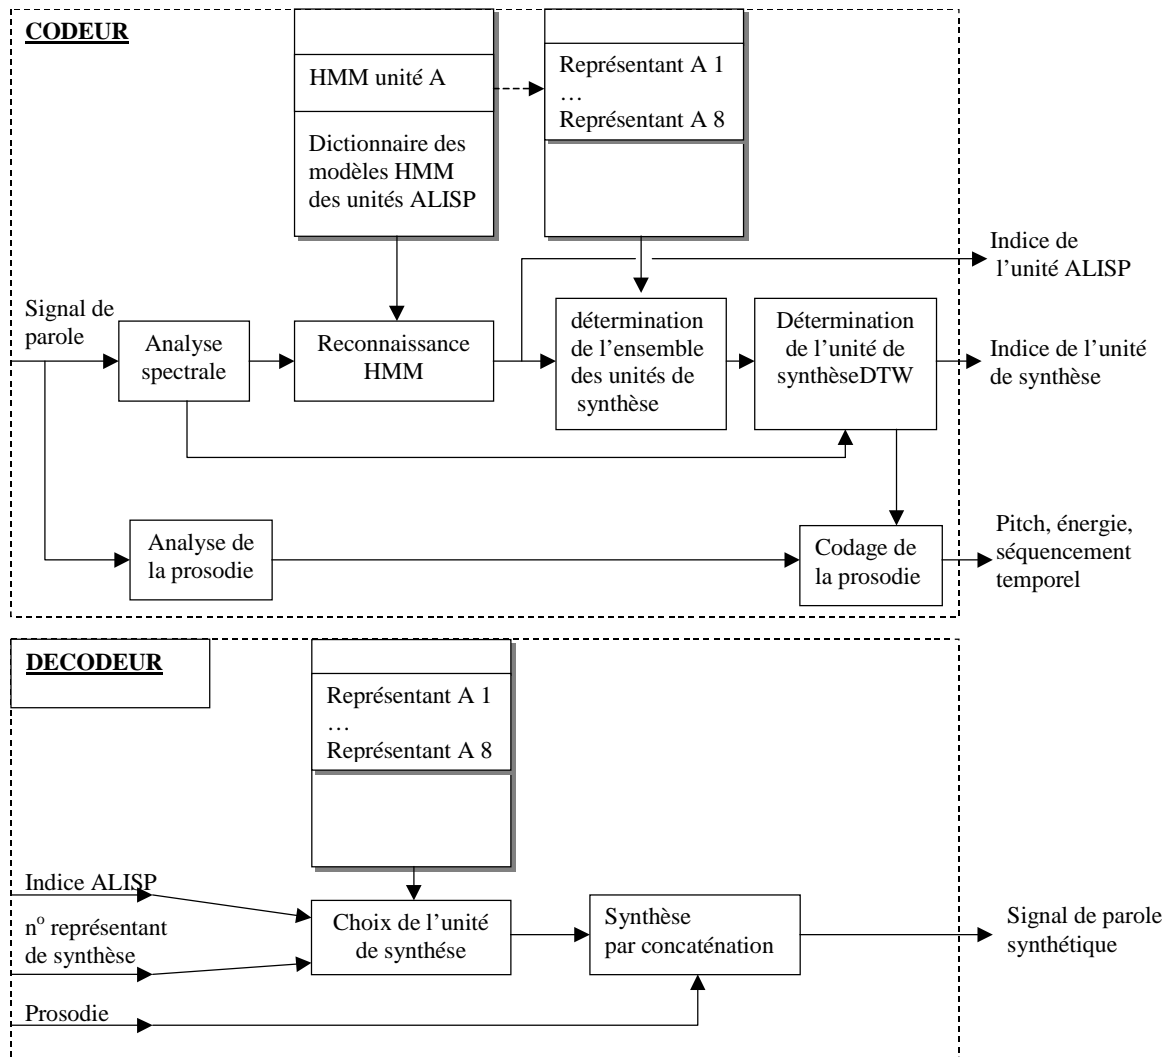 CODEUR
HMM unité A
Dictionnaire des
modèles HMM
des unités ALISP
Représentant A 1
…
Représentant A 8
Indice de
l’unité ALISP
Signal de
parole
Analyse
spectrale
Reconnaissance
HMM
détermination
de l’ensemble
des unités de
synthèse
Détermination
de l’unité de
synthèseDTW
Indice de l’unité
de synthèse
Analyse de
la prosodie
Codage de
la prosodie
Pitch, énergie,
séquencement
temporel
DECODEUR
Représentant A 1
…
Représentant A 8
Indice ALISP
n° représentant
de synthèse
Prosodie
Choix de l’unité
de synthése
Synthèse
par concaténation
Signal de parole
synthétique